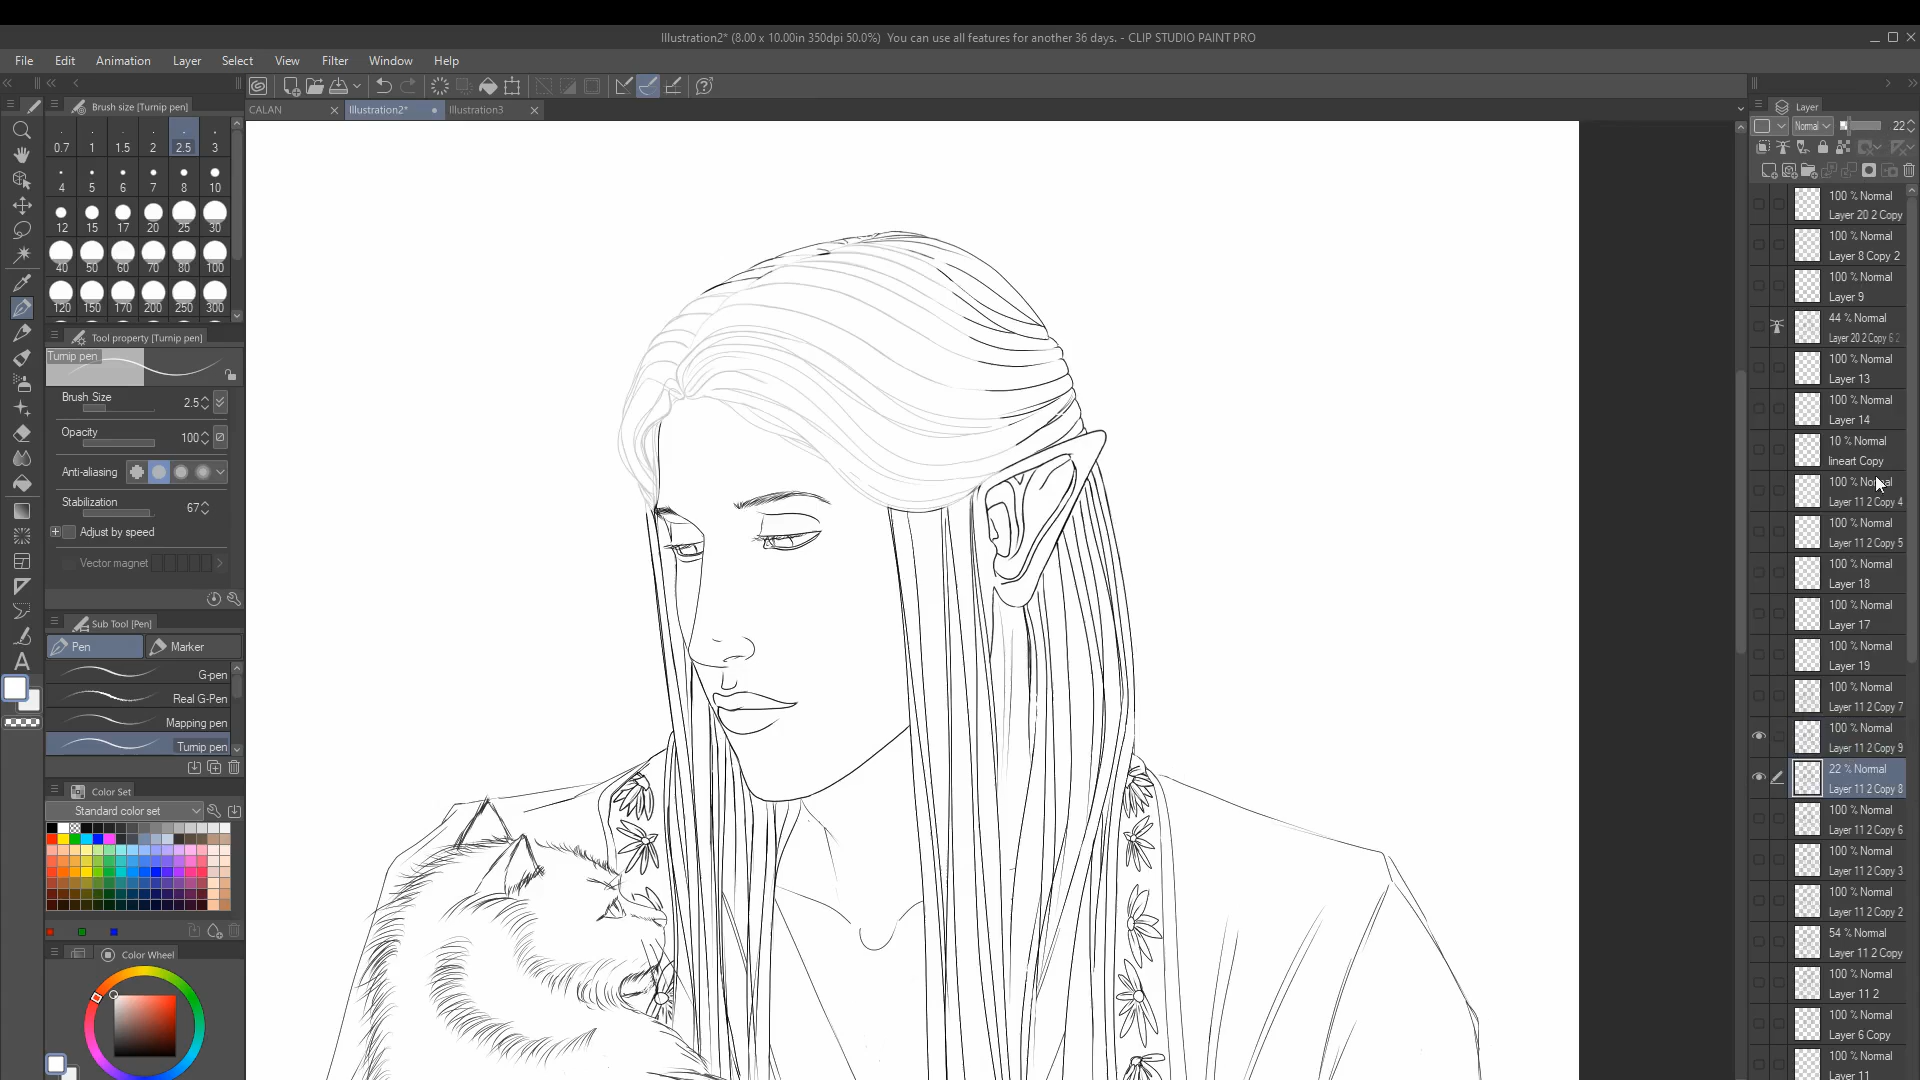 Illustration2* (8.00 x 10.00in 350dpi 50.0%)  You can use all features for another 36 days. - CLIP STUDIO PAINT PRO
File Edit Animation Layer Select View Filter Window Help
CALAN Illustration2* Illustration3
Brush size [Turnip pen]
0.7 1 1.5 2 2.5 3
4 5 6 7 8 10
12 15 17 20 25 30
40 50 60 70 80 100
120 150 170 200 250 300
Tool property [Turnip pen]
Turnip pen
Brush Size 2.5
Opacity 100
Anti-aliasing
Stabilization 67
Adjust by speed
Vector magnet
Sub Tool [Pen]
Pen Marker
G-pen
Real G-Pen
Mapping pen
Turnip pen
Color Set
Standard color set
Color Wheel
Layer
Normal 22
100 % Normal
Layer 20 2 Copy
100 % Normal
Layer 8 Copy 2
100 % Normal
Layer 9
44 % Normal
Layer 20 2 Copy 6 2
100 % Normal
Layer 13
100 % Normal
Layer 14
10 % Normal
lineart Copy
100 % Normal
Layer 11 2 Copy 4
100 % Normal
Layer 11 2 Copy 5
100 % Normal
Layer 18
100 % Normal
Layer 17
100 % Normal
Layer 19
100 % Normal
Layer 11 2 Copy 7
100 % Normal
Layer 11 2 Copy 9
22 % Normal
Layer 11 2 Copy 8
100 % Normal
Layer 11 2 Copy 6
100 % Normal
Layer 11 2 Copy 3
100 % Normal
Layer 11 2 Copy 2
54 % Normal
Layer 11 2 Copy
100 % Normal
Layer 11 2
100 % Normal
Layer 6 Copy
100 % Normal
Layer 11